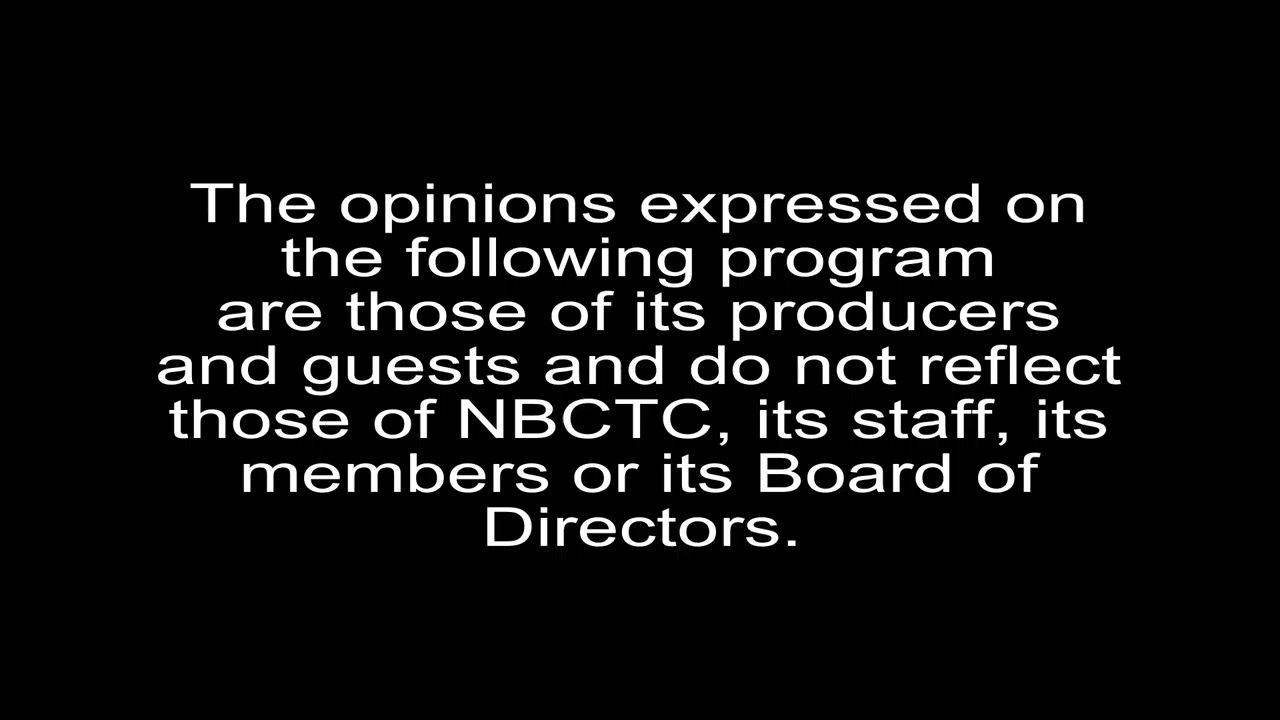 The opinions expressed on
the following program
are those of its producers
and guests and do not reflect
those of NBCTC, its staff, its
members or its Board of
Directors.